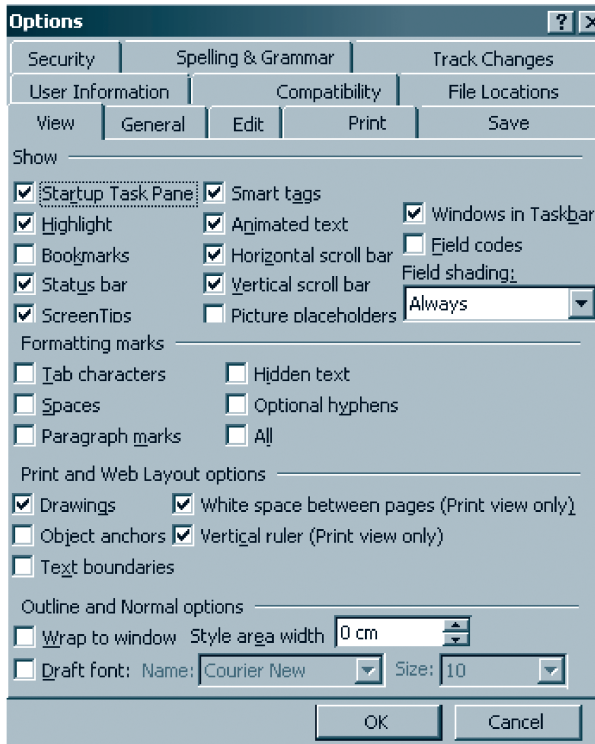 Options
Security Spelling & Grammar Track Changes
User Information Compatibility File Locations
View General Edit Print Save
Show
Startup Task Pane Smart tags Windows in Taskbar
Highlight Animated text Field codes
Bookmarks Horizontal scroll bar Field shading:
Status bar Vertical scroll bar Always
ScreenTips Picture placeholders
Formatting marks
Tab characters Hidden text
Spaces Optional hyphens
Paragraph marks All
Print and Web Layout options
Drawings White space between pages (Print view only)
Object anchors Vertical ruler (Print view only)
Text boundaries
Outline and Normal options
Wrap to window Style area width 0 cm
Draft font: Name: Courier New Size: 10
OK Cancel